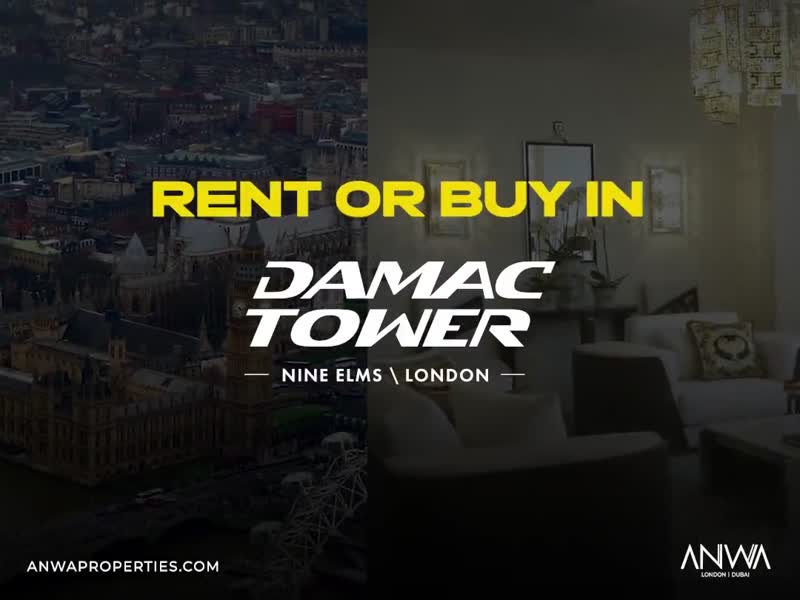 RENT OR BUY IN
DAMAC
TOWER
NINE ELMS \ LONDON
ANWAPROPERTIES.COM
ANWA
LONDON | DUBAI